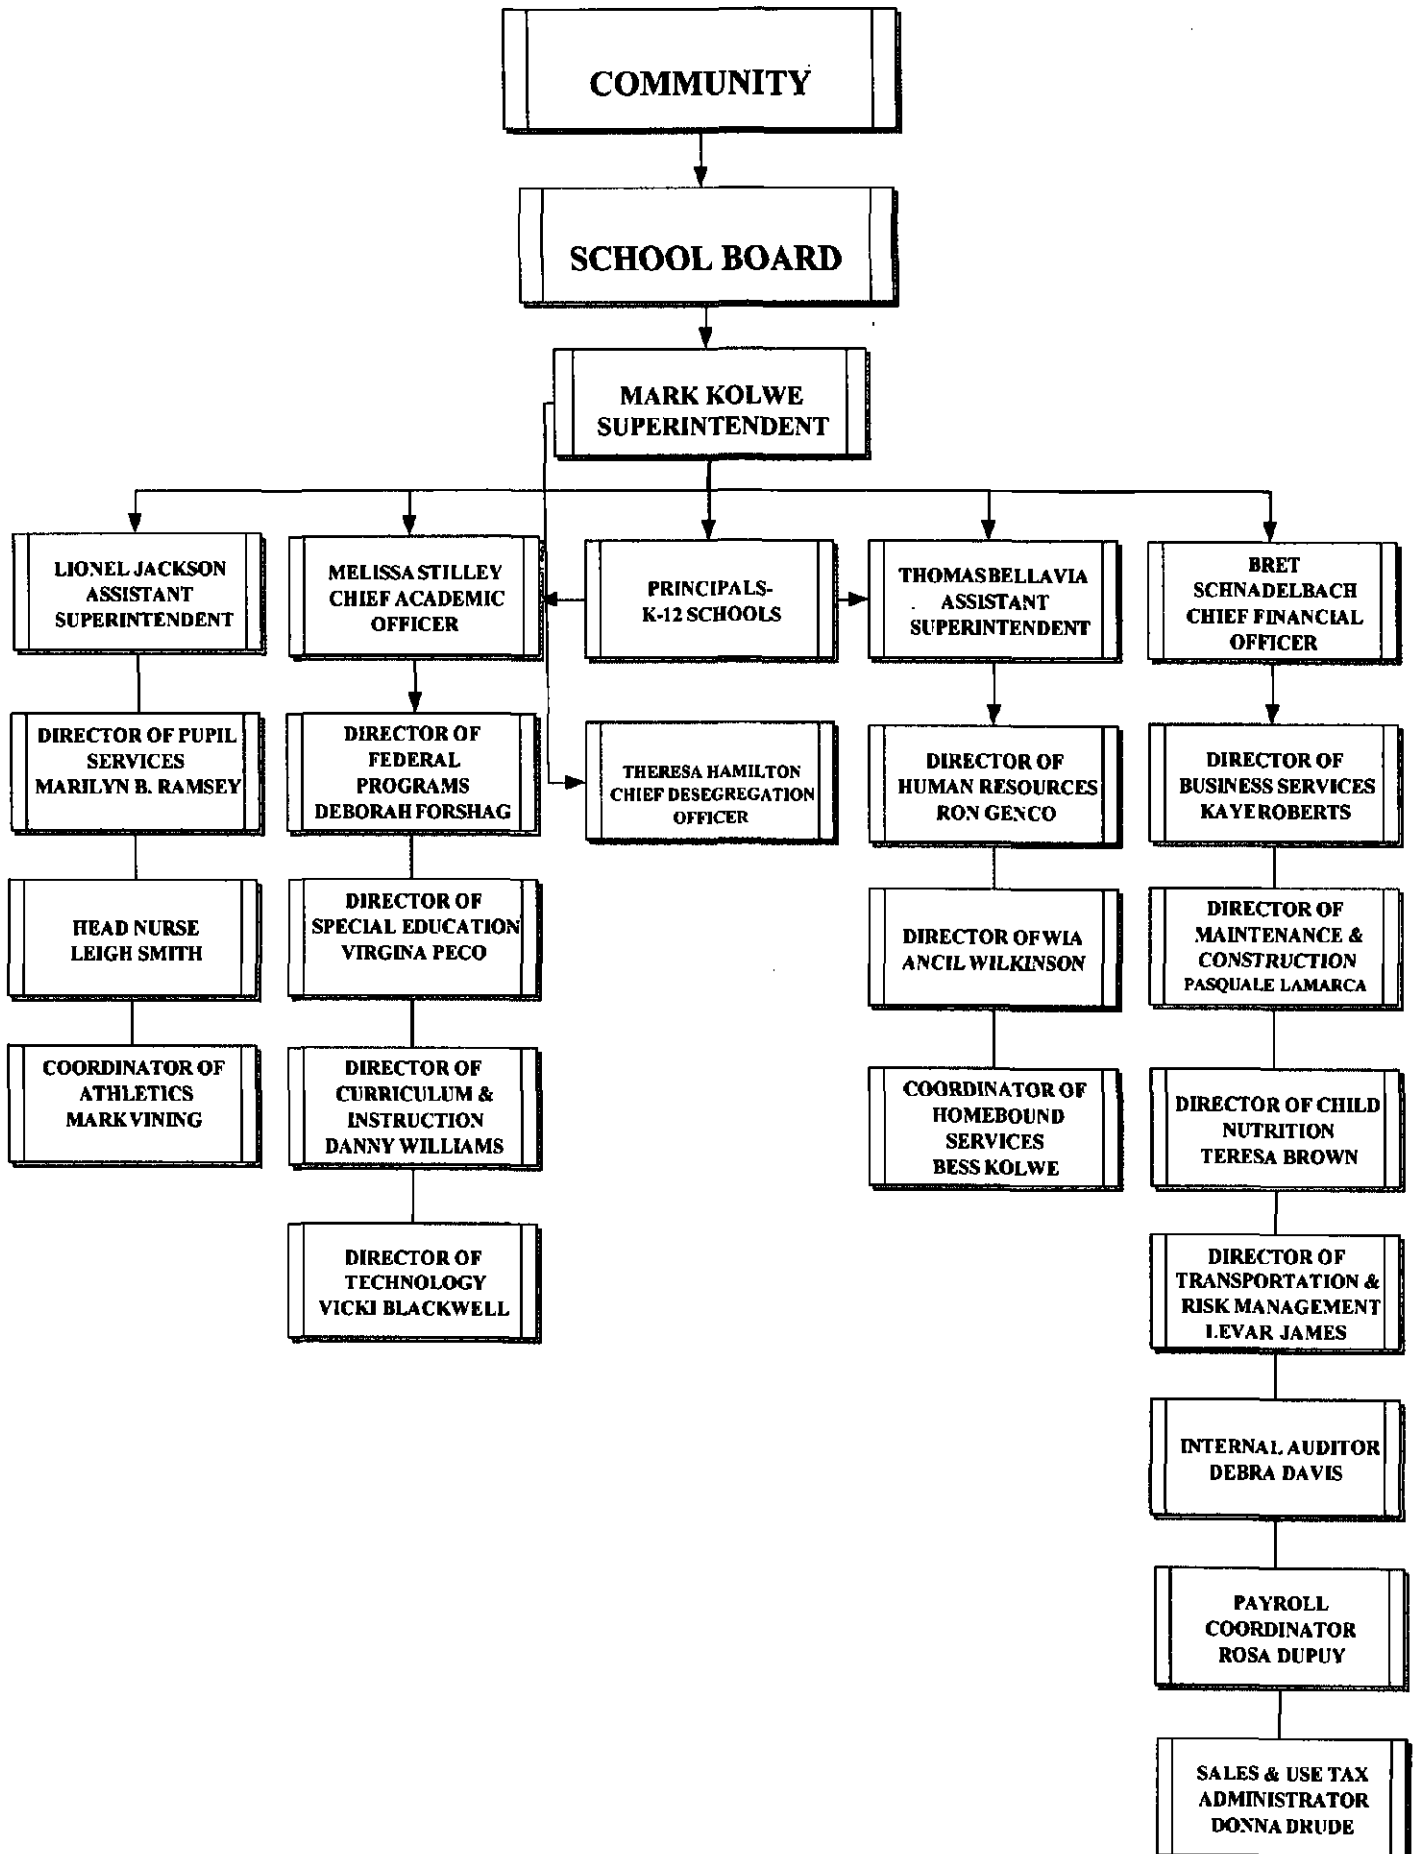 COMMUNITY
SCHOOL BOARD
MARK KOLWE
SUPERINTENDENT
LIONEL JACKSON
ASSISTANT
SUPERINTENDENT
MELISSA STILLEY
CHIEF ACADEMIC
OFFICER
PRINCIPALS-
K-12 SCHOOLS
THOMAS BELLAVIA
ASSISTANT
SUPERINTENDENT
BRET
SCHNADELBACH
CHIEF FINANCIAL
OFFICER
DIRECTOR OF PUPIL
SERVICES
MARILYN B. RAMSEY
DIRECTOR OF
FEDERAL
PROGRAMS
DEBORAH FORSHAG
THERESA HAMILTON
CHIEF DESEGREGATION
OFFICER
DIRECTOR OF
HUMAN RESOURCES
RON GENCO
DIRECTOR OF
BUSINESS SERVICES
KAYE ROBERTS
HEAD NURSE
LEIGH SMITH
DIRECTOR OF
SPECIAL EDUCATION
VIRGINA PECO
DIRECTOR OF WIA
ANCIL WILKINSON
DIRECTOR OF
MAINTENANCE &
CONSTRUCTION
PASQUALE LAMARCA
COORDINATOR OF
ATHLETICS
MARK VINING
DIRECTOR OF
CURRICULUM &
INSTRUCTION
DANNY WILLIAMS
COORDINATOR OF
HOMEBOUND
SERVICES
BESS KOLWE
DIRECTOR OF CHILD
NUTRITION
TERESA BROWN
DIRECTOR OF
TECHNOLOGY
VICKI BLACKWELL
DIRECTOR OF
TRANSPORTATION &
RISK MANAGEMENT
LEVAR JAMES
INTERNAL AUDITOR
DEBRA DAVIS
PAYROLL
COORDINATOR
ROSA DUPUY
SALES & USE TAX
ADMINISTRATOR
DONNA DRUDE